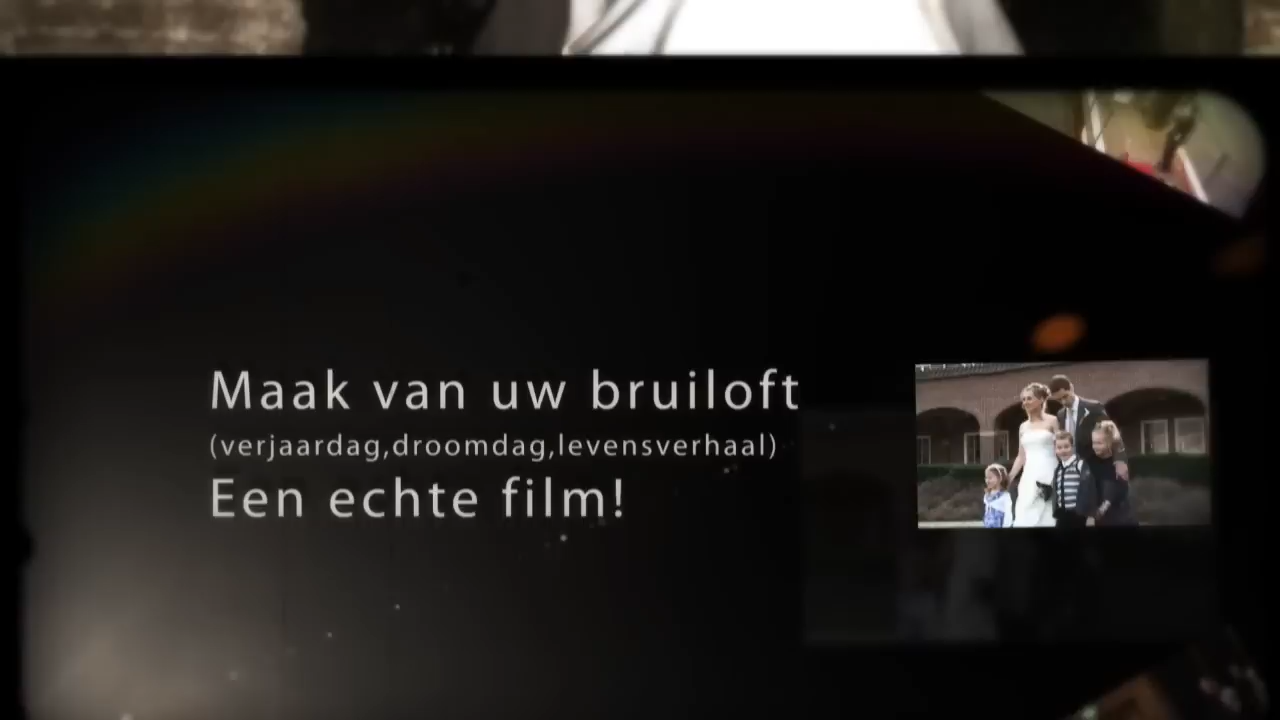 Maak van uw bruiloft
(verjaardag,droomdag,levensverhaal)
Een echte film!